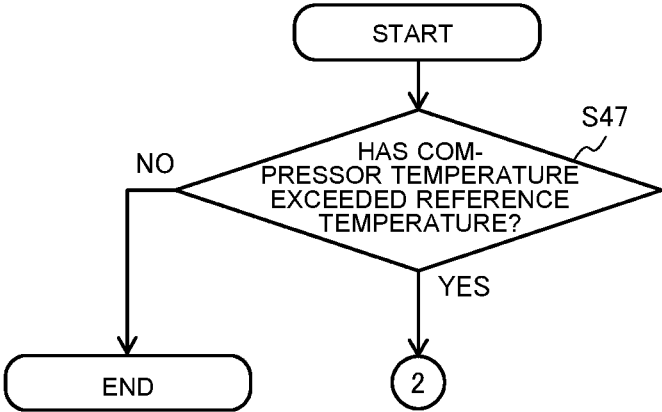 START
S47
NO
HAS COM-
PRESSOR TEMPERATURE
EXCEEDED REFERENCE
TEMPERATURE?
YES
END
2